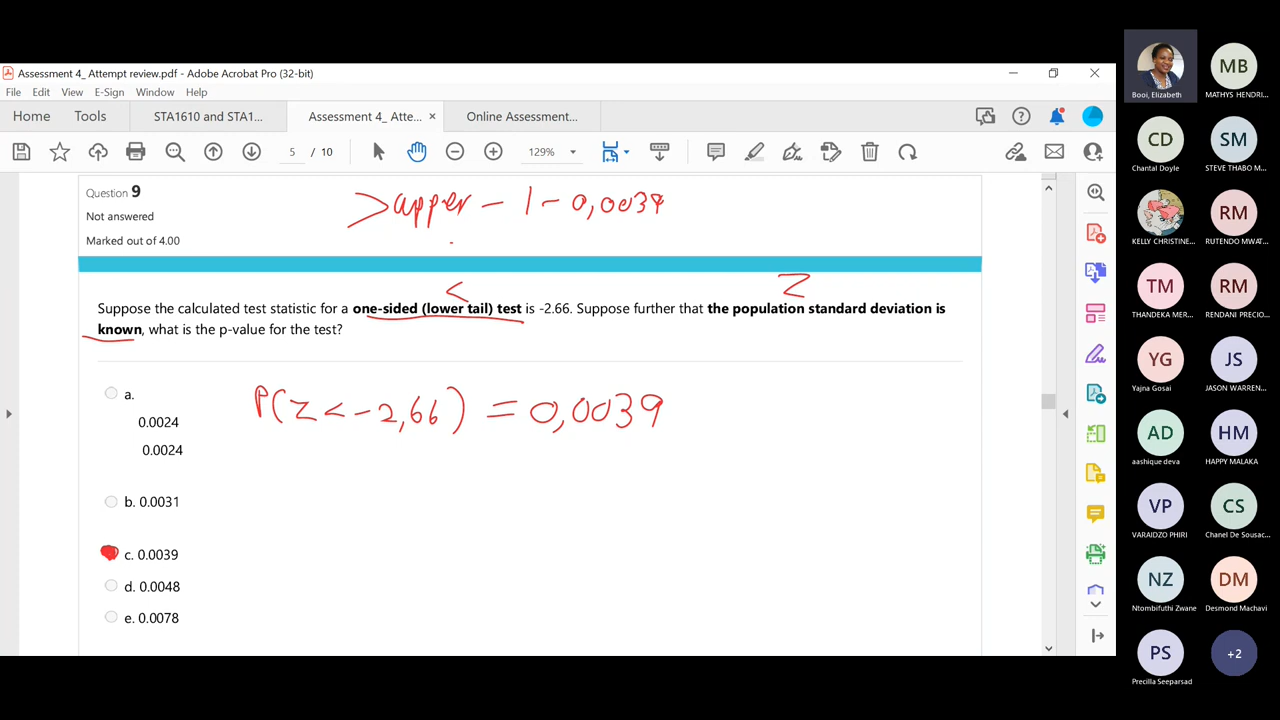 Assessment 4_ Attempt review.pdf - Adobe Acrobat Pro (32-bit)
File Edit View E-Sign Window Help
Home Tools STA1610 and STA1... Assessment 4_ Atte... × Online Assessment...
5 / 10 129%
Question 9
Not answered
Marked out of 4.00
> upper - 1 - 0,0039
< Z
Suppose the calculated test statistic for a one-sided (lower tail) test is -2.66. Suppose further that the population standard deviation is
known, what is the p-value for the test?
a.
0.0024
0.0024
P(Z < -2,66) = 0,0039
b. 0.0031
c. 0.0039
d. 0.0048
e. 0.0078
Booi, Elizabeth
MB
MATHYS HENDRI...
CD
Chantal Doyle
SM
STEVE THABO M...
KELLY CHRISTINE...
RM
RUTENDO MWAT...
TM
THANDEKA MER...
RM
RENDANI PRECIO...
YG
Yajna Gosai
JS
JASON WARREN...
AD
aashique deva
HM
HAPPY MALAKA
VP
VARAIDZO PHIRI
CS
Chanel De Sousac...
NZ
Ntombifuthi Zwane
DM
Desmond Machavi
PS
Precilla Seeparsad
+2